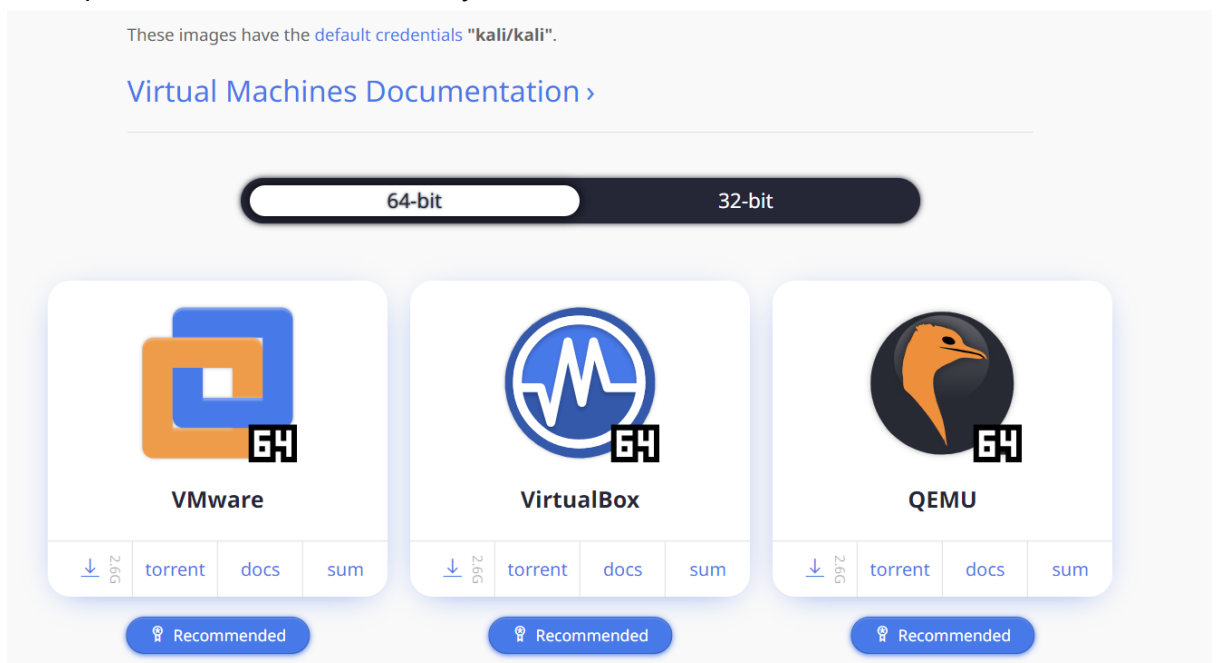 These images have the default credentials "kali/kali".
Virtual Machines Documentation ›
64-bit 32-bit
64 64 64
VMware VirtualBox QEMU
2.6G torrent docs sum 2.6G torrent docs sum 2.6G torrent docs sum
Recommended Recommended Recommended